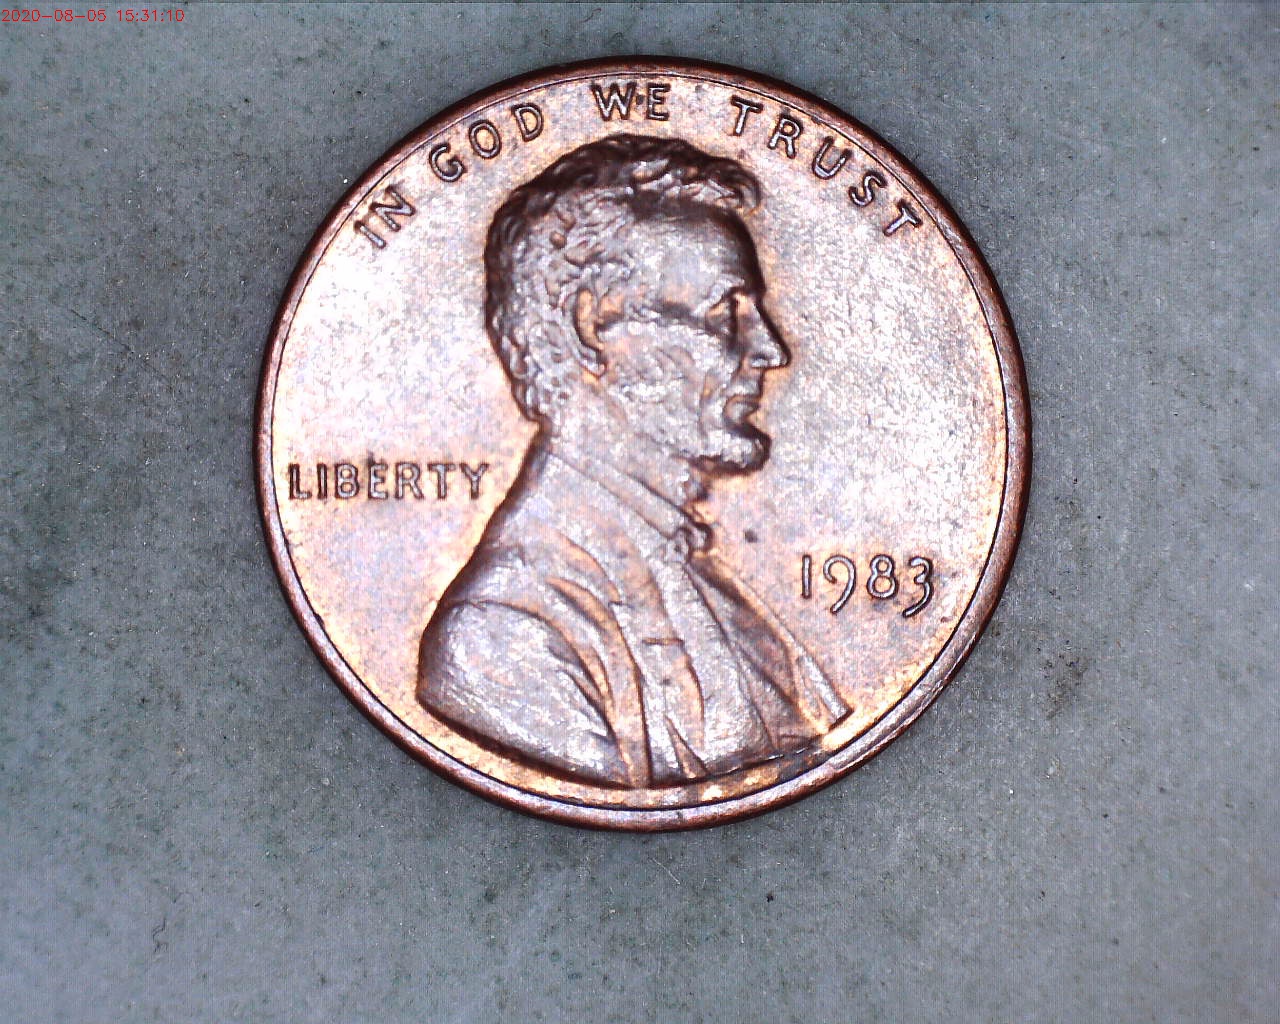 2020-08-05 15:31:10
IN GOD WE TRUST
LIBERTY
1983